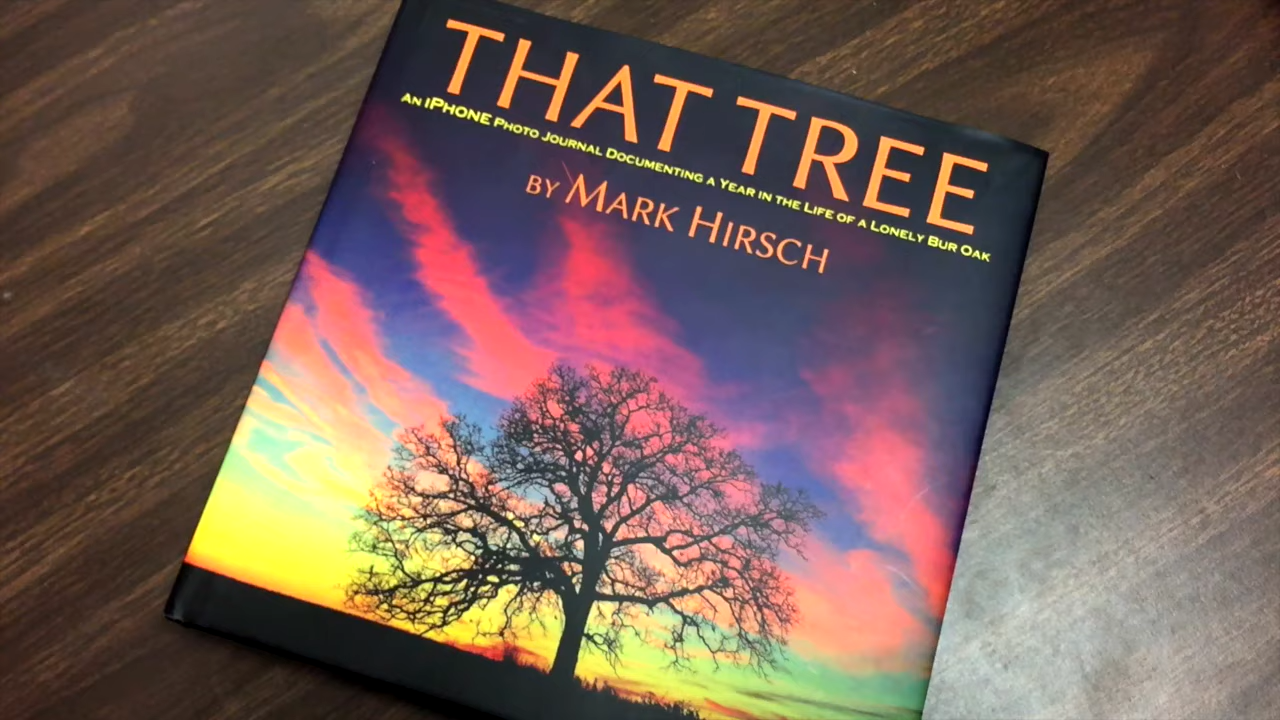 THAT TREE
AN iPHONE PHOTO JOURNAL DOCUMENTING A YEAR IN THE LIFE OF A LONELY BUR OAK
BY MARK HIRSCH